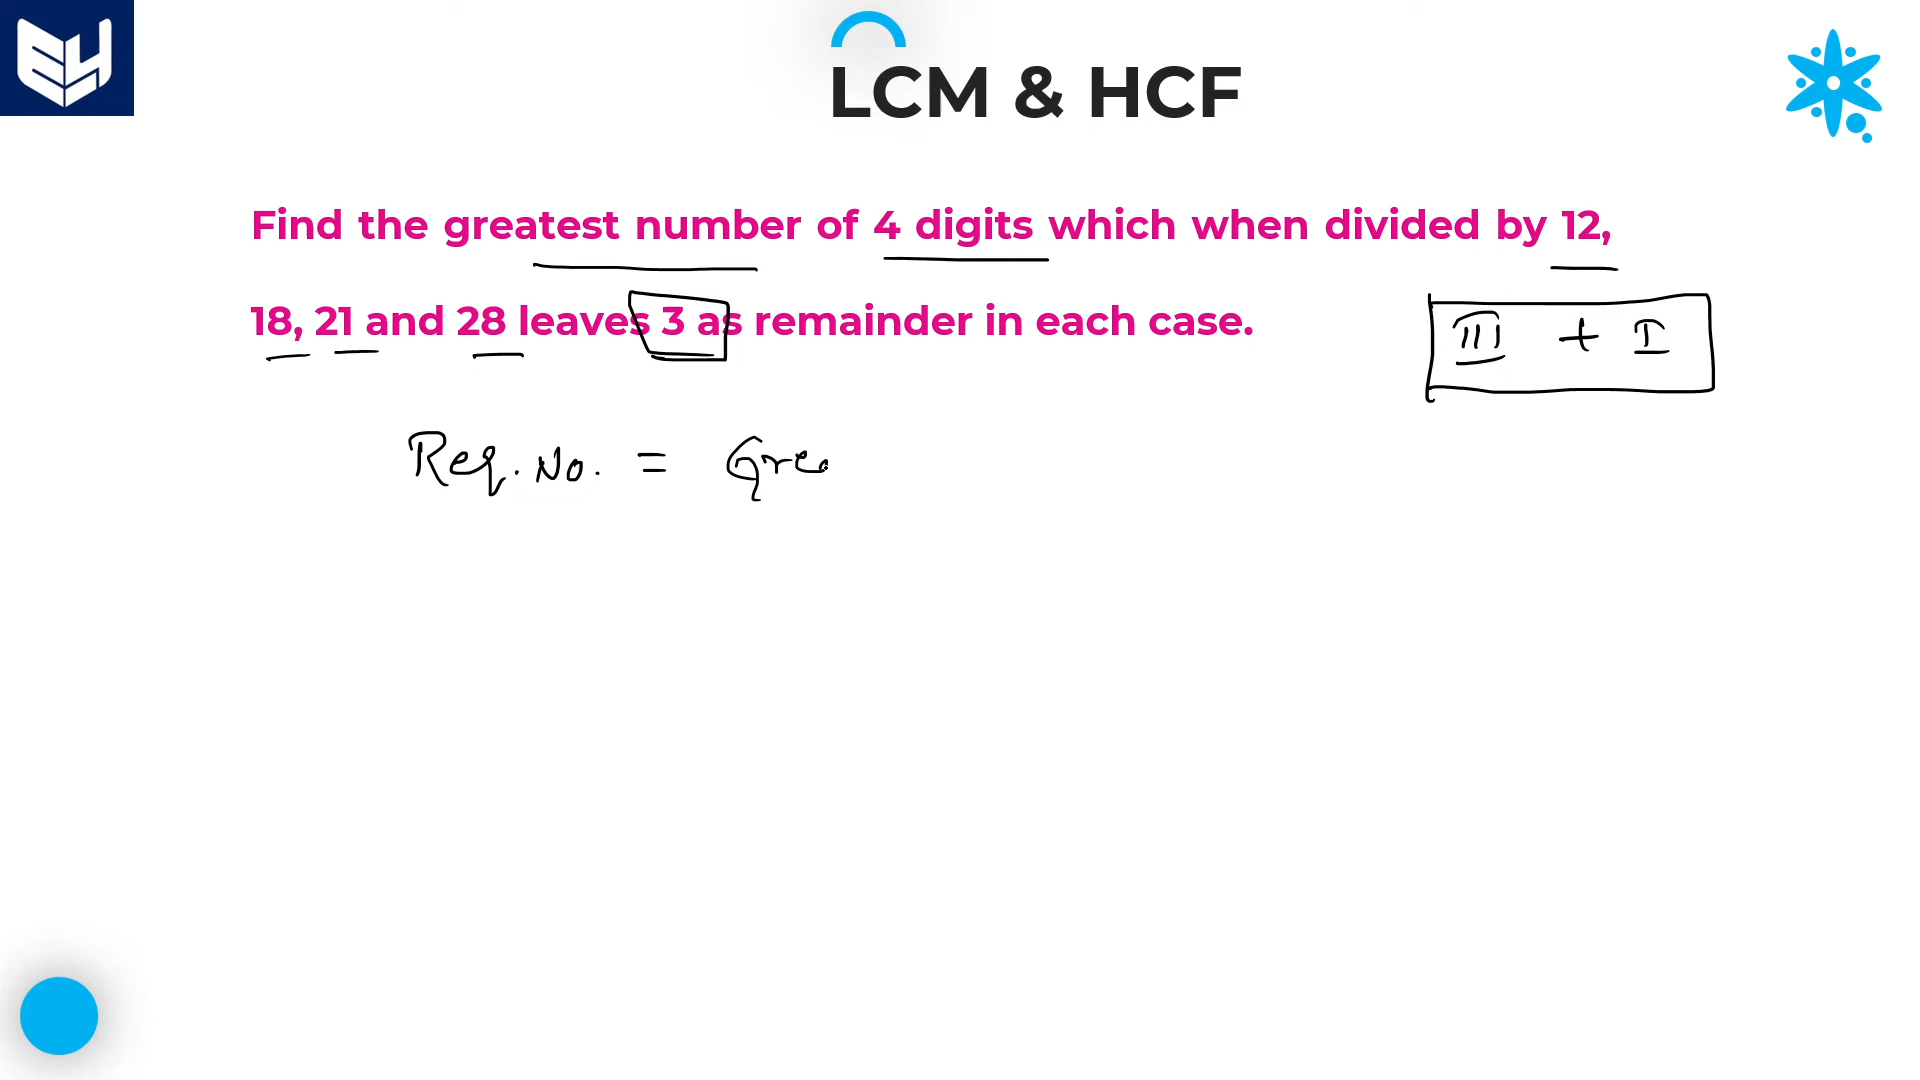 LCM & HCF
Find the greatest number of 4 digits which when divided by 12,
18, 21 and 28 leaves 3 as remainder in each case.
III + I
Req. No. = Gre